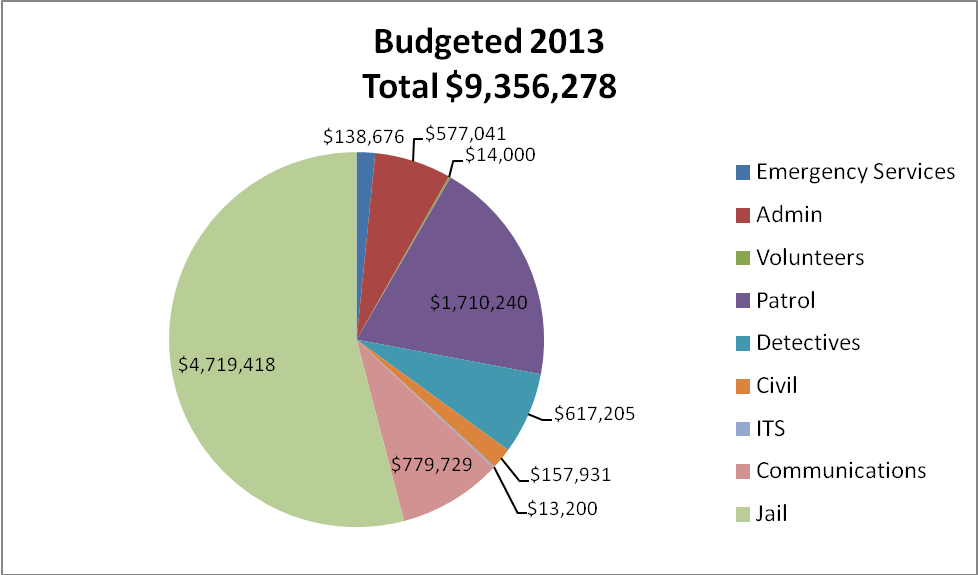 Budgeted 2013
Total $9,356,278
$138,676
$577,041
$14,000
$1,710,240
$617,205
$157,931
$13,200
$779,729
$4,719,418
Emergency Services
Admin
Volunteers
Patrol
Detectives
Civil
ITS
Communications
Jail